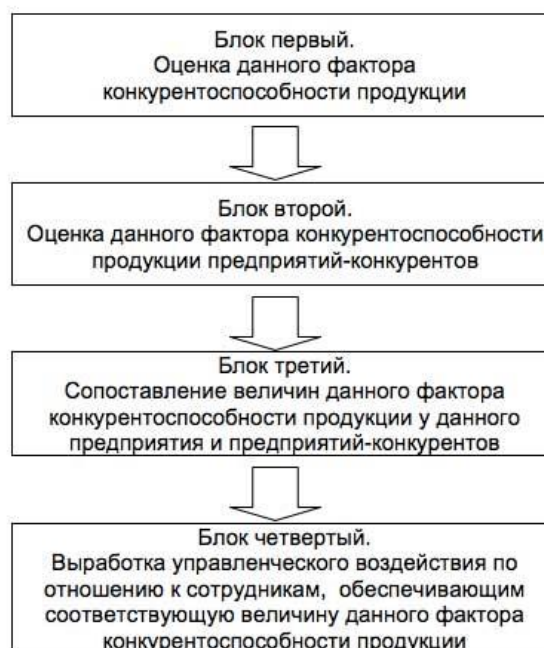 Блок первый.
Оценка данного фактора
конкурентоспособности продукции
Блок второй.
Оценка данного фактора конкурентоспособности
продукции предприятий-конкурентов
Блок третий.
Сопоставление величин данного фактора
конкурентоспособности продукции у данного
предприятия и предприятий-конкурентов
Блок четвертый.
Выработка управленческого воздействия по
отношению к сотрудникам, обеспечивающим
соответствующую величину данного фактора
конкурентоспособности продукции